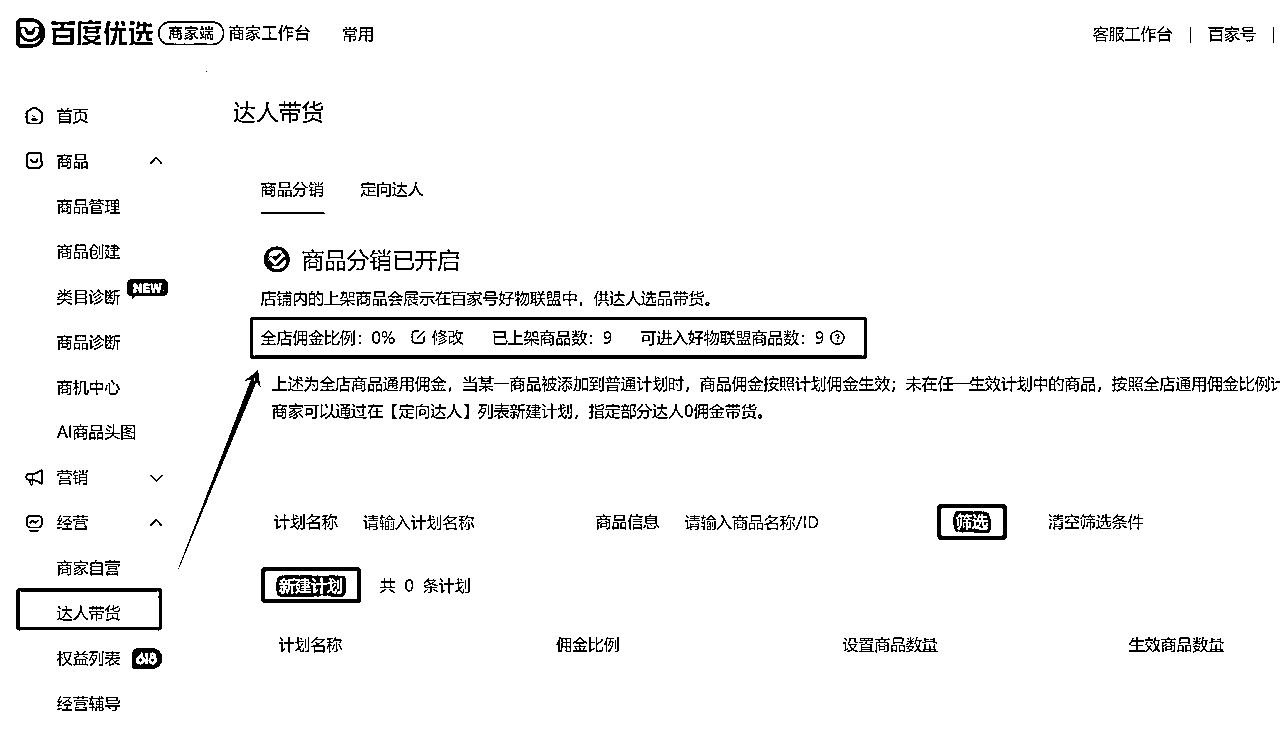 百度优选 商家端 商家工作台 常用 客服工作台 | 百家号 |
首页
商品
商品管理
商品创建
类目诊断 NEW
商品诊断
商机中心
AI商品头图
营销
经营
商家自营
达人带货
权益列表 618
经营辅导
达人带货
商品分销 定向达人
商品分销已开启
店铺内的上架商品会展示在百家号好物联盟中，供达人选品带货。
全店佣金比例：0% 修改 已上架商品数：9 可进入好物联盟商品数：9
上述为全店商品通用佣金，当某一商品被添加到普通计划时，商品佣金按照计划佣金生效；未在任一生效计划中的商品，按照全店通用佣金比例
商家可以通过在【定向达人】列表新建计划，指定部分达人0佣金带货。
计划名称 请输入计划名称 商品信息 请输入商品名称/ID 筛选 清空筛选条件
新建计划 共 0 条计划
计划名称 佣金比例 设置商品数量 生效商品数量